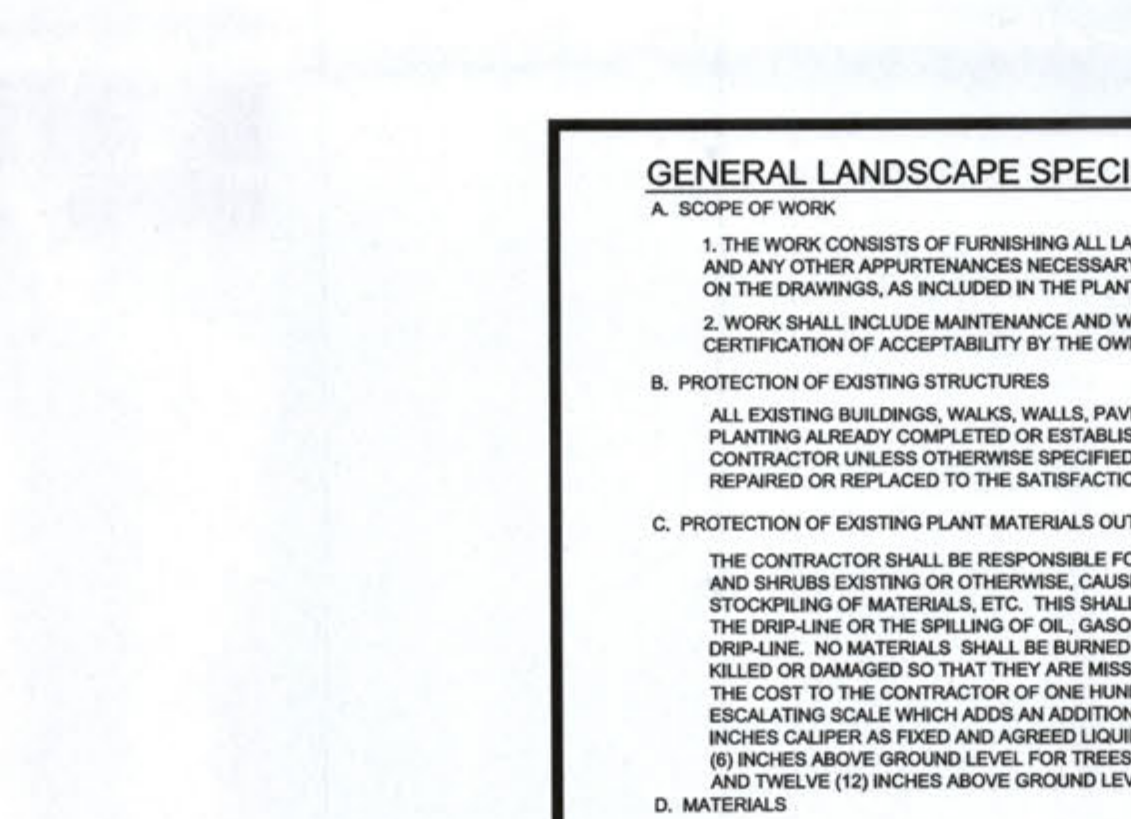 GENERAL LANDSCAPE SPECI
A. SCOPE OF WORK
1. THE WORK CONSISTS OF FURNISHING ALL LA
AND ANY OTHER APPURTENANCES NECESSARY
ON THE DRAWINGS, AS INCLUDED IN THE PLANT
2. WORK SHALL INCLUDE MAINTENANCE AND W
CERTIFICATION OF ACCEPTABILITY BY THE OW
B. PROTECTION OF EXISTING STRUCTURES
ALL EXISTING BUILDINGS, WALKS, WALLS, PAV
PLANTING ALREADY COMPLETED OR ESTABLIS
CONTRACTOR UNLESS OTHERWISE SPECIFIED
REPAIRED OR REPLACED TO THE SATISFACTIO
C. PROTECTION OF EXISTING PLANT MATERIALS OUT
THE CONTRACTOR SHALL BE RESPONSIBLE FO
AND SHRUBS EXISTING OR OTHERWISE, CAUS
STOCKPILING OF MATERIALS, ETC. THIS SHALL
THE DRIP-LINE OR THE SPILLING OF OIL, GASO
DRIP-LINE. NO MATERIALS SHALL BE BURNED
KILLED OR DAMAGED SO THAT THEY ARE MISS
THE COST TO THE CONTRACTOR OF ONE HUN
ESCALATING SCALE WHICH ADDS AN ADDITION
INCHES CALIPER AS FIXED AND AGREED LIQUI
(6) INCHES ABOVE GROUND LEVEL FOR TREES
AND TWELVE (12) INCHES ABOVE GROUND LEV
D. MATERIALS